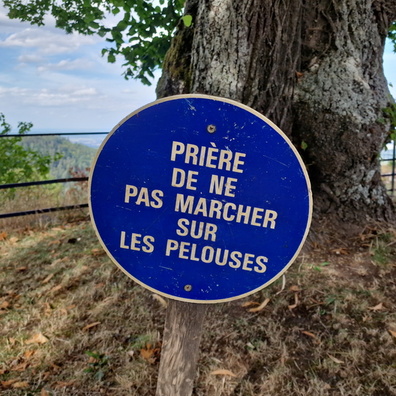 PRIÈRE
DE NE
PAS MARCHER
SUR
LES PELOUSES